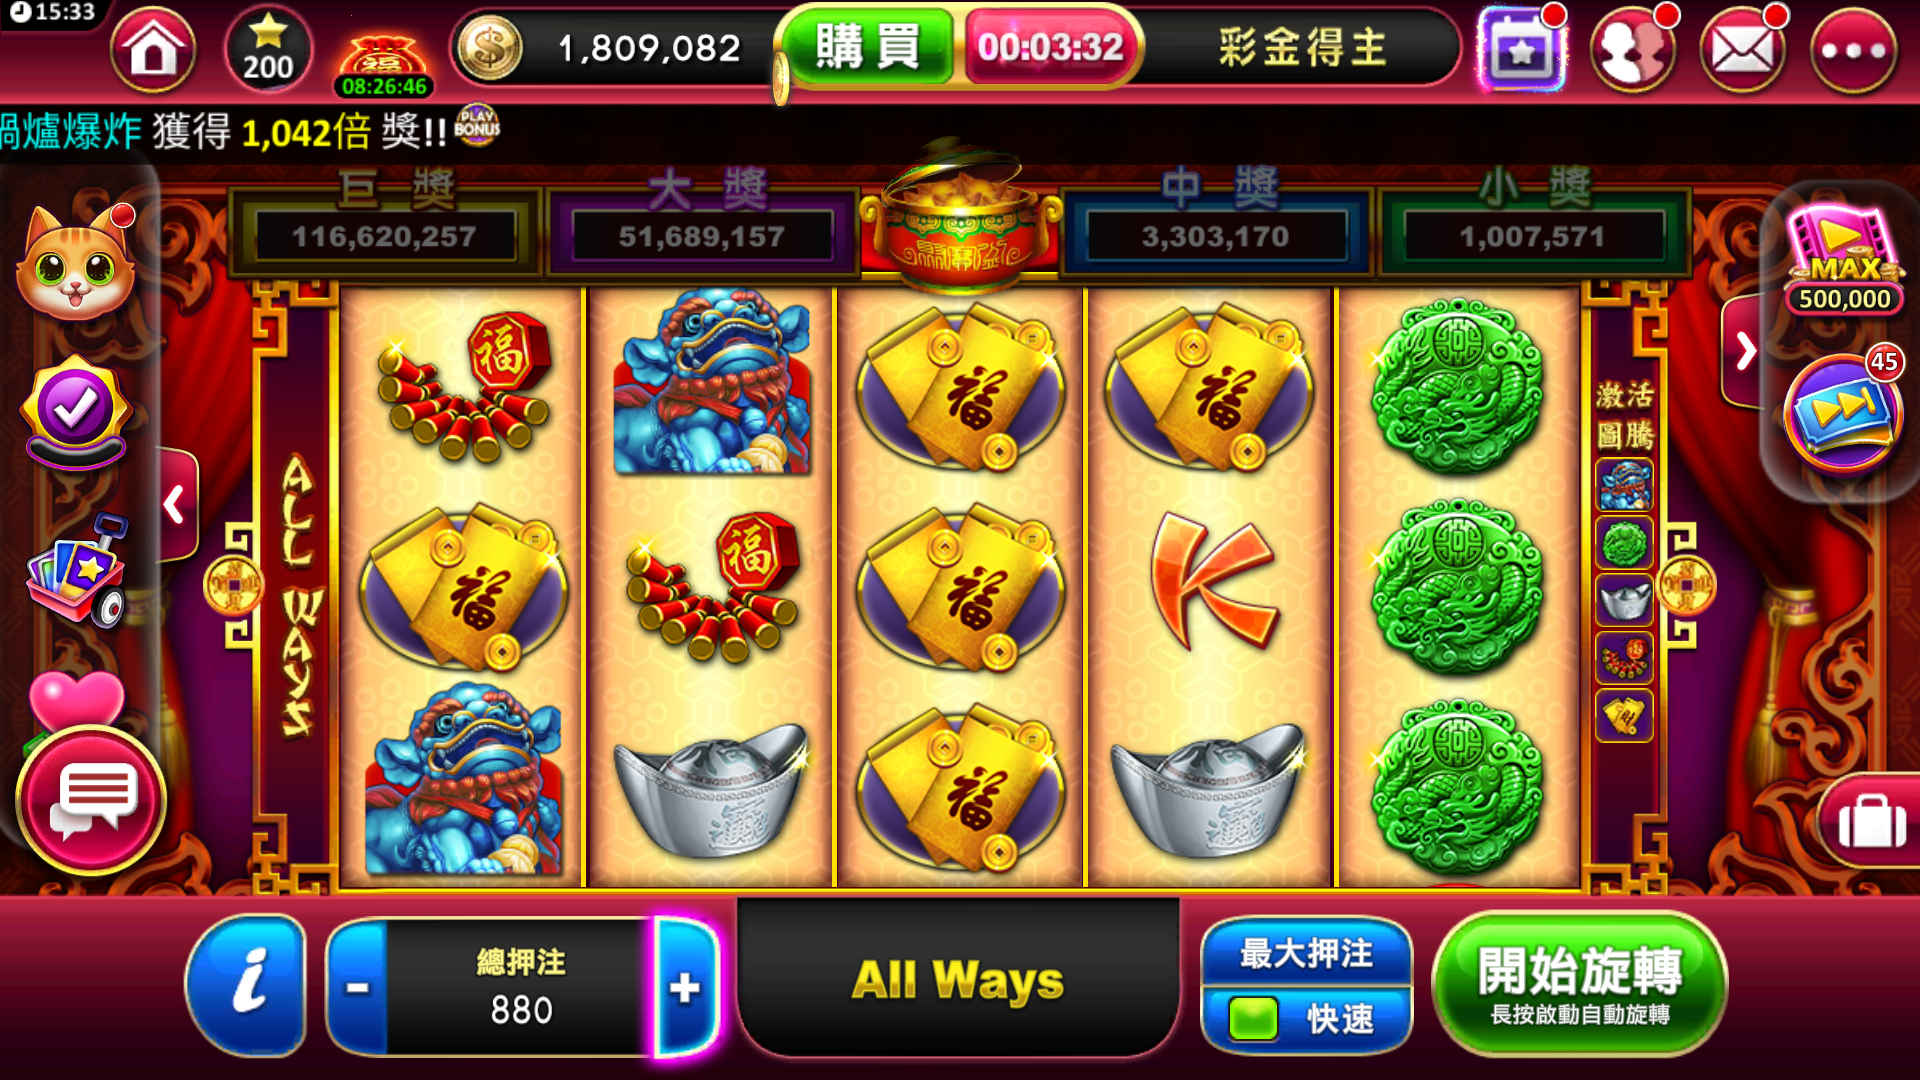 15:33
200
福
08:26:46
$
1,809,082
購買
00:03:32
彩金得主
鍋爐爆炸 獲得 1,042倍 獎!! PLAY BONUS
巨獎
大獎
中獎
小獎
116,620,257
51,689,157
3,303,170
1,007,571
MAX
500,000
45
ALL WAYS
福
福
福
福
福
福
福
K
激活
圖騰
i
-
總押注
880
+
All Ways
最大押注
快速
開始旋轉
長按啟動自動旋轉